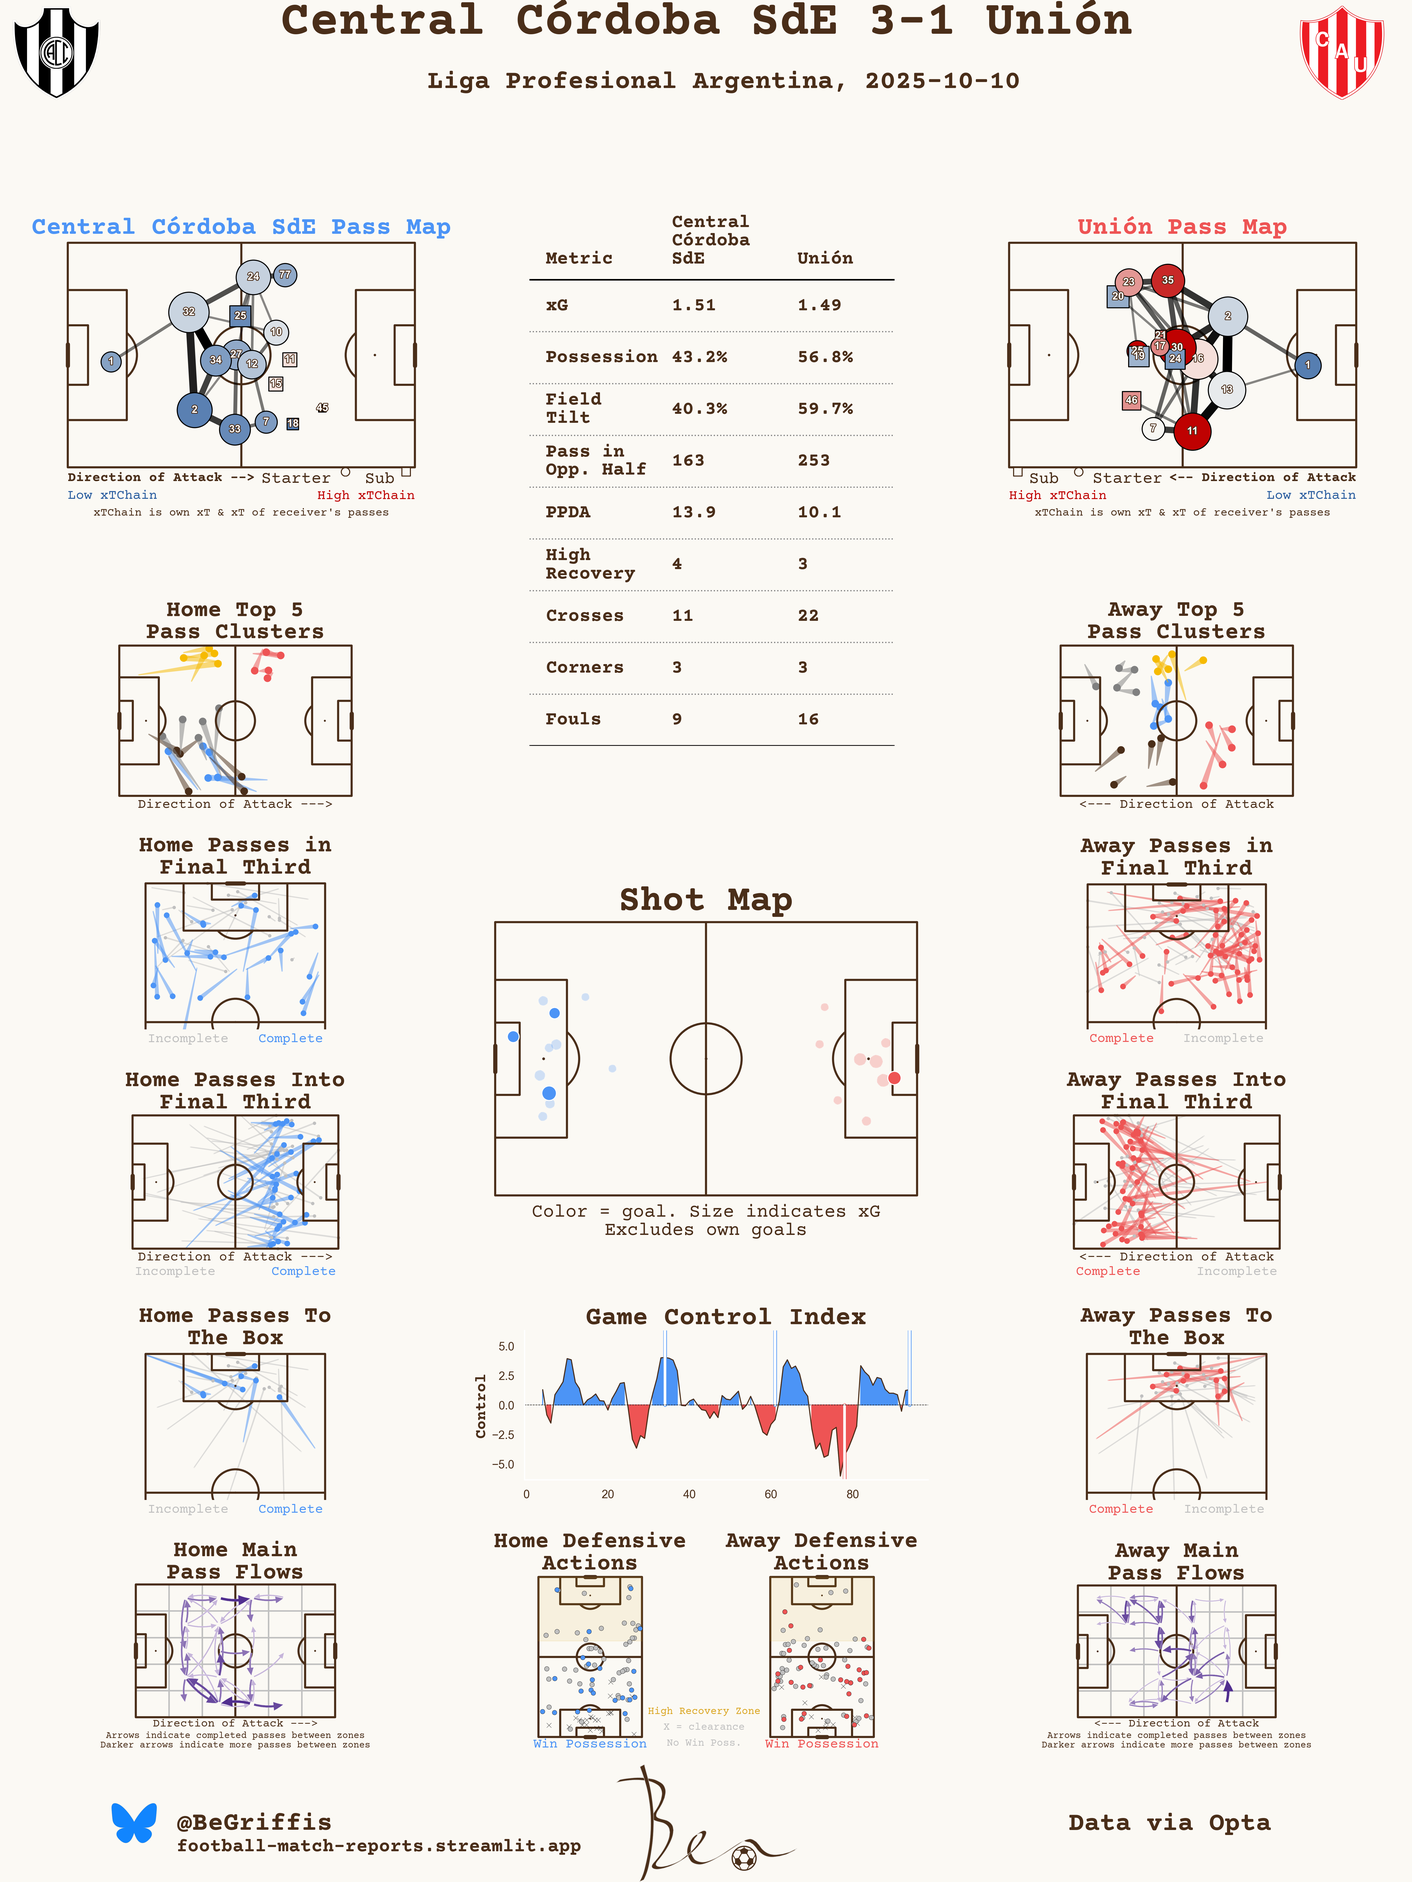 Central Córdoba SdE 3-1 Unión
Liga Profesional Argentina, 2025-10-10
CACC
C A U
Central Córdoba SdE Pass Map
24 77 32 25 10 1 34 27 12 11 15 2 33 7 18 45
Direction of Attack --> Starter Sub
Low xTChain High xTChain
xTChain is own xT & xT of receiver's passes
Metric Central Córdoba SdE Unión
xG 1.51 1.49
Possession 43.2% 56.8%
Field Tilt 40.3% 59.7%
Pass in Opp. Half 163 253
PPDA 13.9 10.1
High Recovery 4 3
Crosses 11 22
Corners 3 3
Fouls 9 16
Unión Pass Map
23 35 20 2 21 17 30 19 24 16 1 13 46 7 11
Sub Starter <-- Direction of Attack
High xTChain Low xTChain
xTChain is own xT & xT of receiver's passes
Home Top 5
Pass Clusters
Direction of Attack --->
Away Top 5
Pass Clusters
<--- Direction of Attack
Home Passes in
Final Third
Incomplete Complete
Away Passes in
Final Third
Complete Incomplete
Shot Map
Color = goal. Size indicates xG
Excludes own goals
Home Passes Into
Final Third
Direction of Attack --->
Incomplete Complete
Away Passes Into
Final Third
<--- Direction of Attack
Complete Incomplete
Home Passes To
The Box
Incomplete Complete
Game Control Index
Control
5.0
2.5
0.0
−2.5
−5.0
0 20 40 60 80
Away Passes To
The Box
Complete Incomplete
Home Main
Pass Flows
Direction of Attack --->
Arrows indicate completed passes between zones
Darker arrows indicate more passes between zones
Home Defensive
Actions
Win Possession
High Recovery Zone
X = clearance
No Win Poss.
Away Defensive
Actions
Win Possession
Away Main
Pass Flows
<--- Direction of Attack
Arrows indicate completed passes between zones
Darker arrows indicate more passes between zones
@BeGriffis
football-match-reports.streamlit.app
Ben
Data via Opta